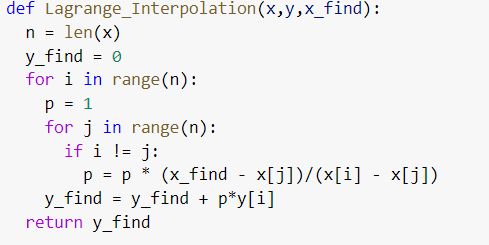 def Lagrange_Interpolation(x,y,x_find):
  n = len(x)
  y_find = 0
  for i in range(n):
    p = 1
    for j in range(n):
      if i != j:
        p = p * (x_find - x[j])/(x[i] - x[j])
    y_find = y_find + p*y[i]
  return y_find